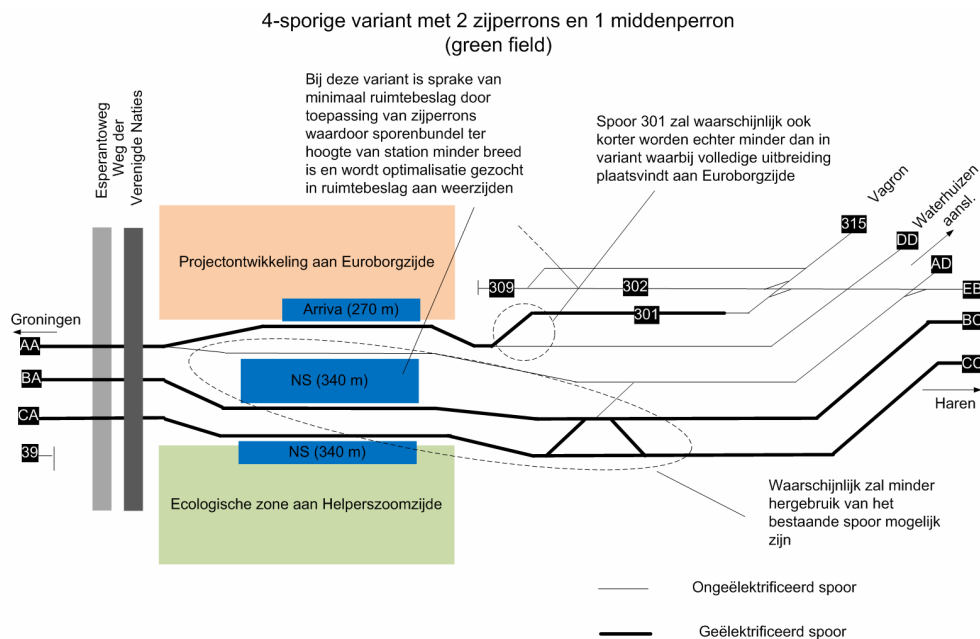 4-sporige variant met 2 zijperrons en 1 middenperron
(green field)
Bij deze variant is sprake van
minimaal ruimtebeslag door
toepassing van zijperrons
waardoor sporenbundel ter
hoogte van station minder breed
is en wordt optimalisatie gezocht
in ruimtebeslag aan weerzijden
Spoor 301 zal waarschijnlijk ook
korter worden echter minder dan in
variant waarbij volledige uitbreiding
plaatsvindt aan Euroborgzijde
Esperantoweg
Weg der
Verenigde Naties
Vagron
Waterhuizen
aansl.
315
DD
AD
Projectontwikkeling aan Euroborgzijde
309
302
EB
Arriva (270 m)
301
BC
Groningen
AA
NS (340 m)
BA
CC
Haren
CA
39
NS (340 m)
Ecologische zone aan Helperszoomzijde
Waarschijnlijk zal minder
hergebruik van het
bestaande spoor mogelijk
zijn
Ongeëlektrificeerd spoor
Geëlektrificeerd spoor